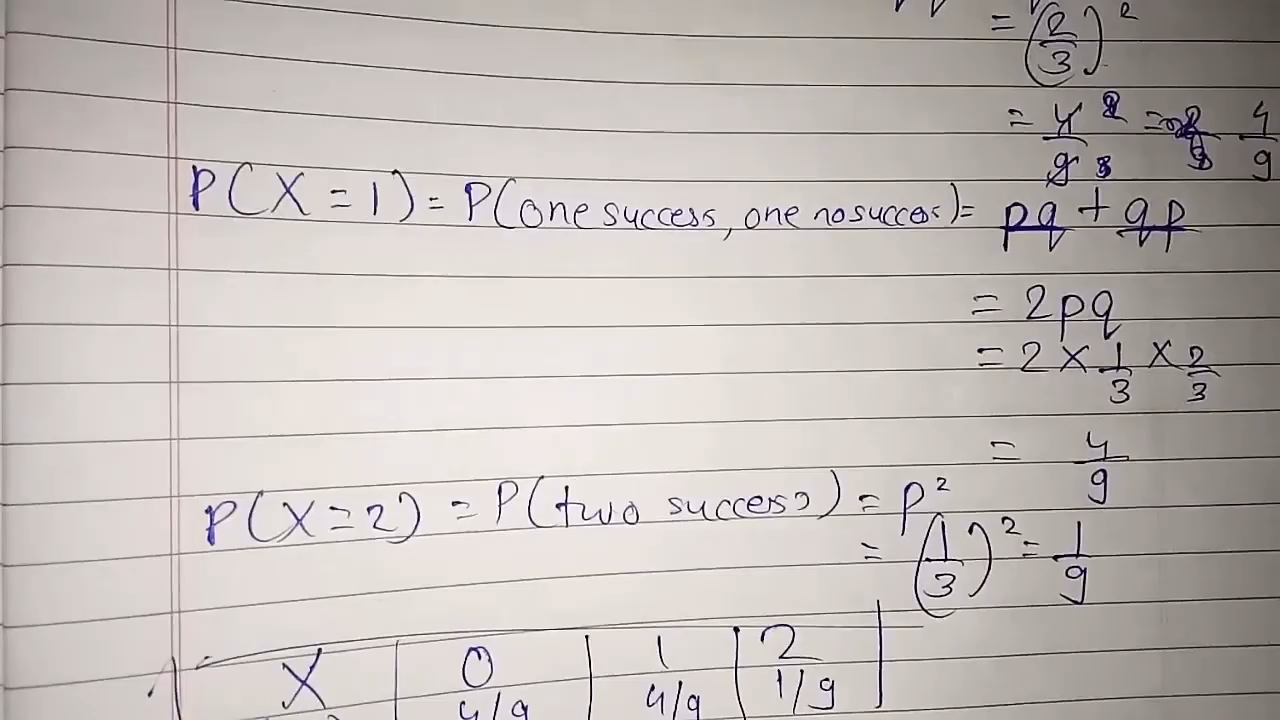 = (2/3)²
= 4/9 = 4/9
P(X = 1) = P(one success, one no success) = pq + qp
= 2pq
= 2 × 1/3 × 2/3
= 4/9
P(X = 2) = P(two success) = p²
= (1/3)² = 1/9
X 0 1 2
4/9 4/9 1/9